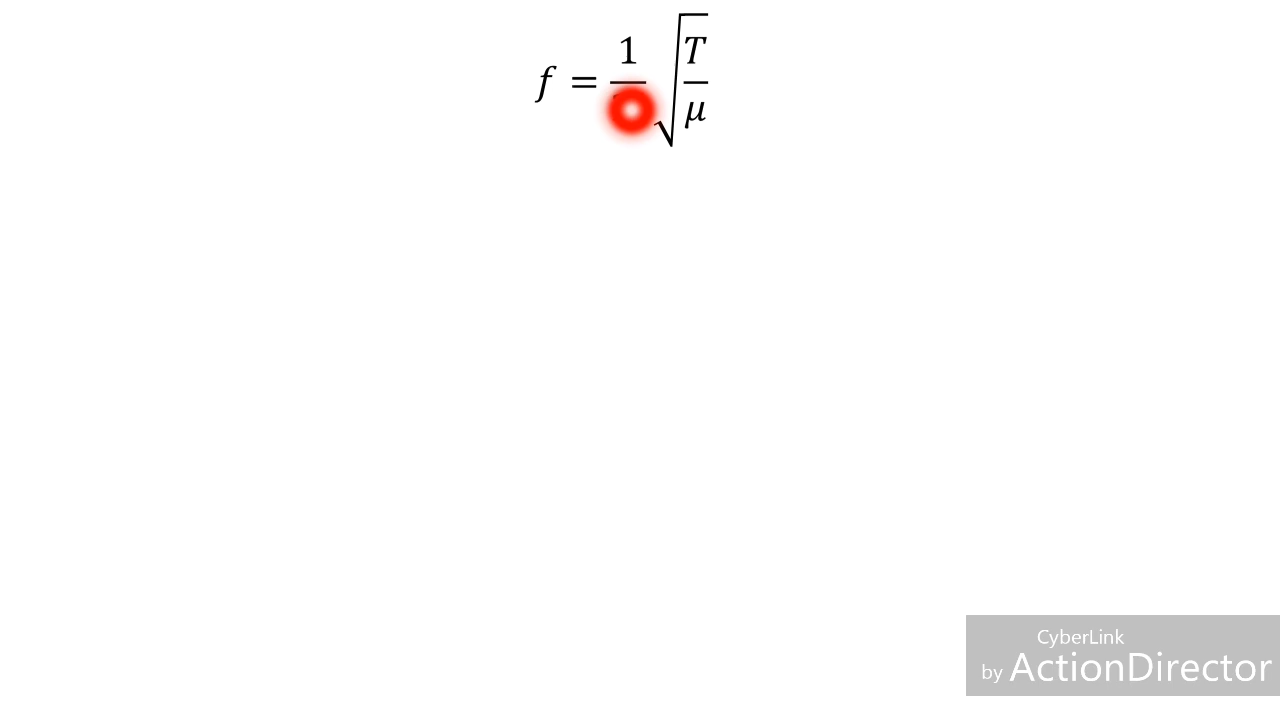 f = 1/ √(T/μ)
CyberLink
by ActionDirector